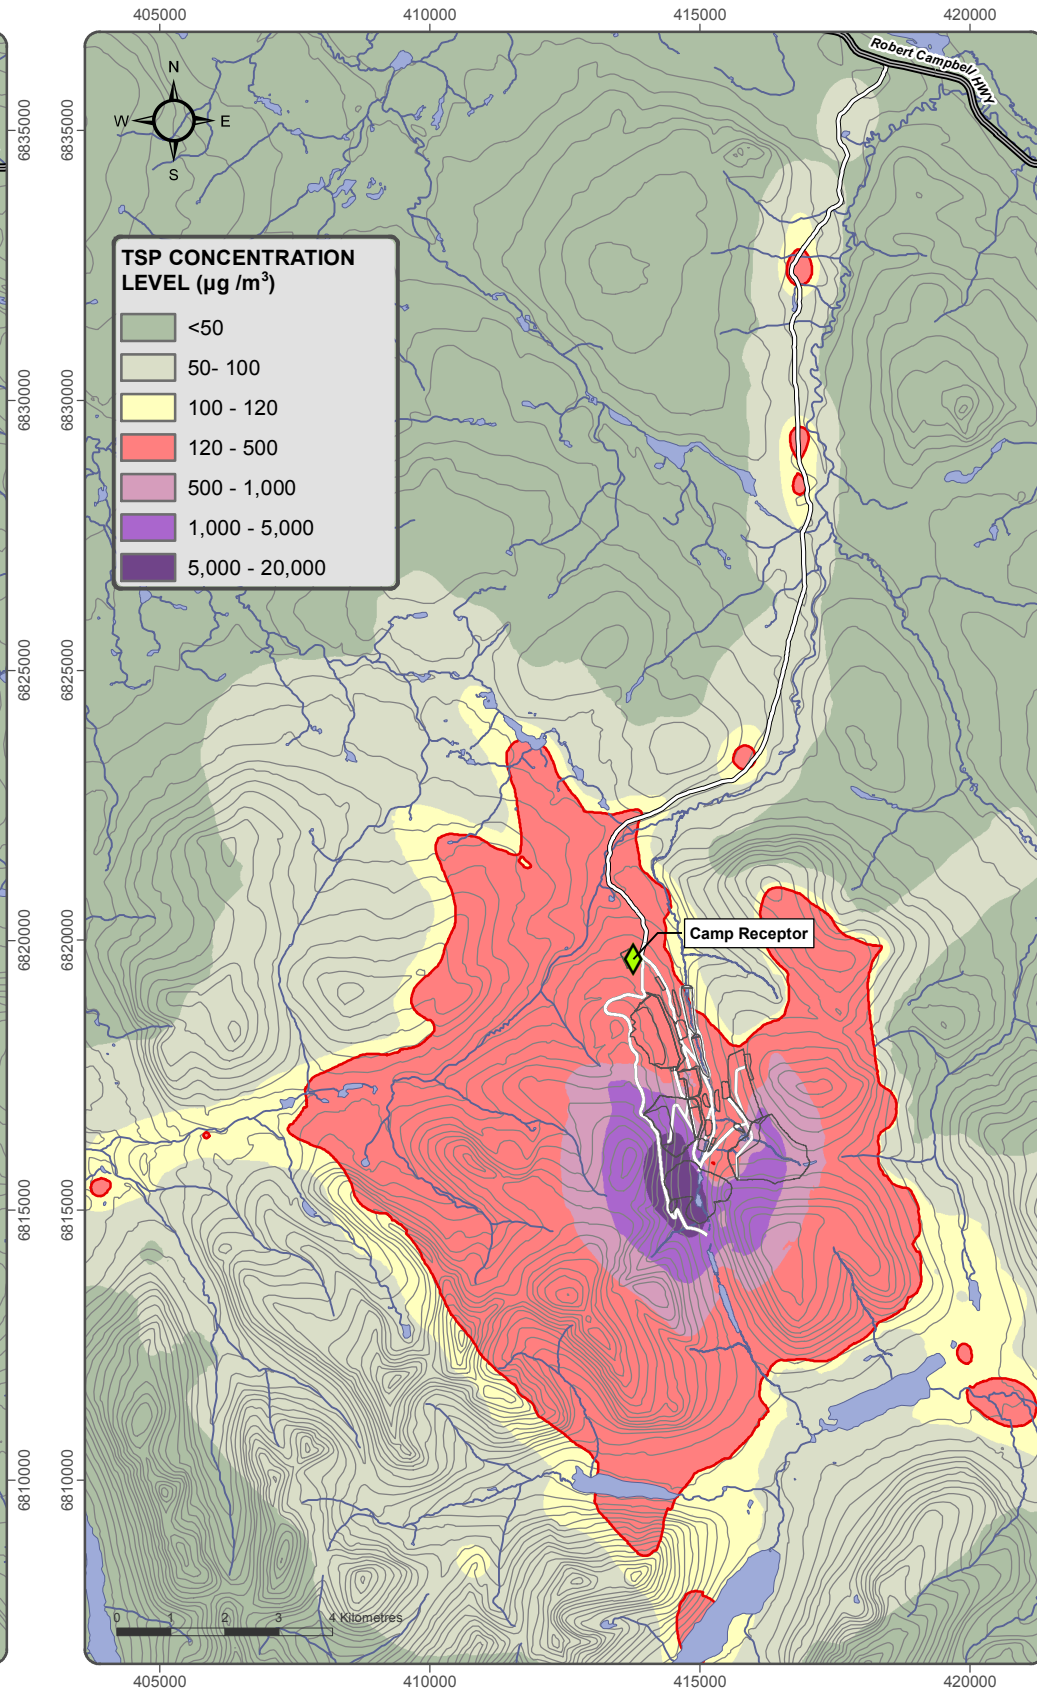 405000 410000 415000 420000
Robert Campbell HWY
N
W E
S
6835000 6835000
TSP CONCENTRATION
LEVEL (µg /m³)
<50
50- 100
100 - 120
120 - 500
500 - 1,000
1,000 - 5,000
5,000 - 20,000
6830000 6830000
6825000 6825000
6820000 6820000
Camp Receptor
6815000 6815000
6810000 6810000
0 1 2 3 4 Kilometres
405000 410000 415000 420000